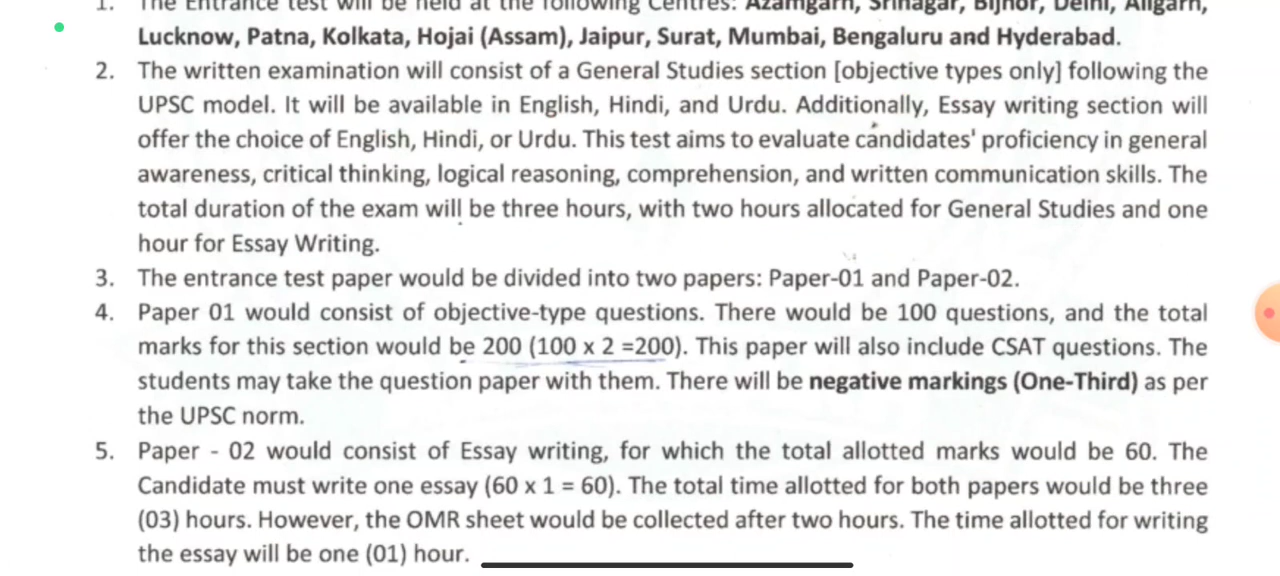 1. The Entrance test will be held at the following Centres: Azamgarh, Srinagar, Bijnor, Delhi, Aligarh,
Lucknow, Patna, Kolkata, Hojai (Assam), Jaipur, Surat, Mumbai, Bengaluru and Hyderabad.
2. The written examination will consist of a General Studies section [objective types only] following the
UPSC model. It will be available in English, Hindi, and Urdu. Additionally, Essay writing section will
offer the choice of English, Hindi, or Urdu. This test aims to evaluate candidates' proficiency in general
awareness, critical thinking, logical reasoning, comprehension, and written communication skills. The
total duration of the exam will be three hours, with two hours allocated for General Studies and one
hour for Essay Writing.
3. The entrance test paper would be divided into two papers: Paper-01 and Paper-02.
4. Paper 01 would consist of objective-type questions. There would be 100 questions, and the total
marks for this section would be 200 (100 x 2 =200). This paper will also include CSAT questions. The
students may take the question paper with them. There will be negative markings (One-Third) as per
the UPSC norm.
5. Paper - 02 would consist of Essay writing, for which the total allotted marks would be 60. The
Candidate must write one essay (60 x 1 = 60). The total time allotted for both papers would be three
(03) hours. However, the OMR sheet would be collected after two hours. The time allotted for writing
the essay will be one (01) hour.